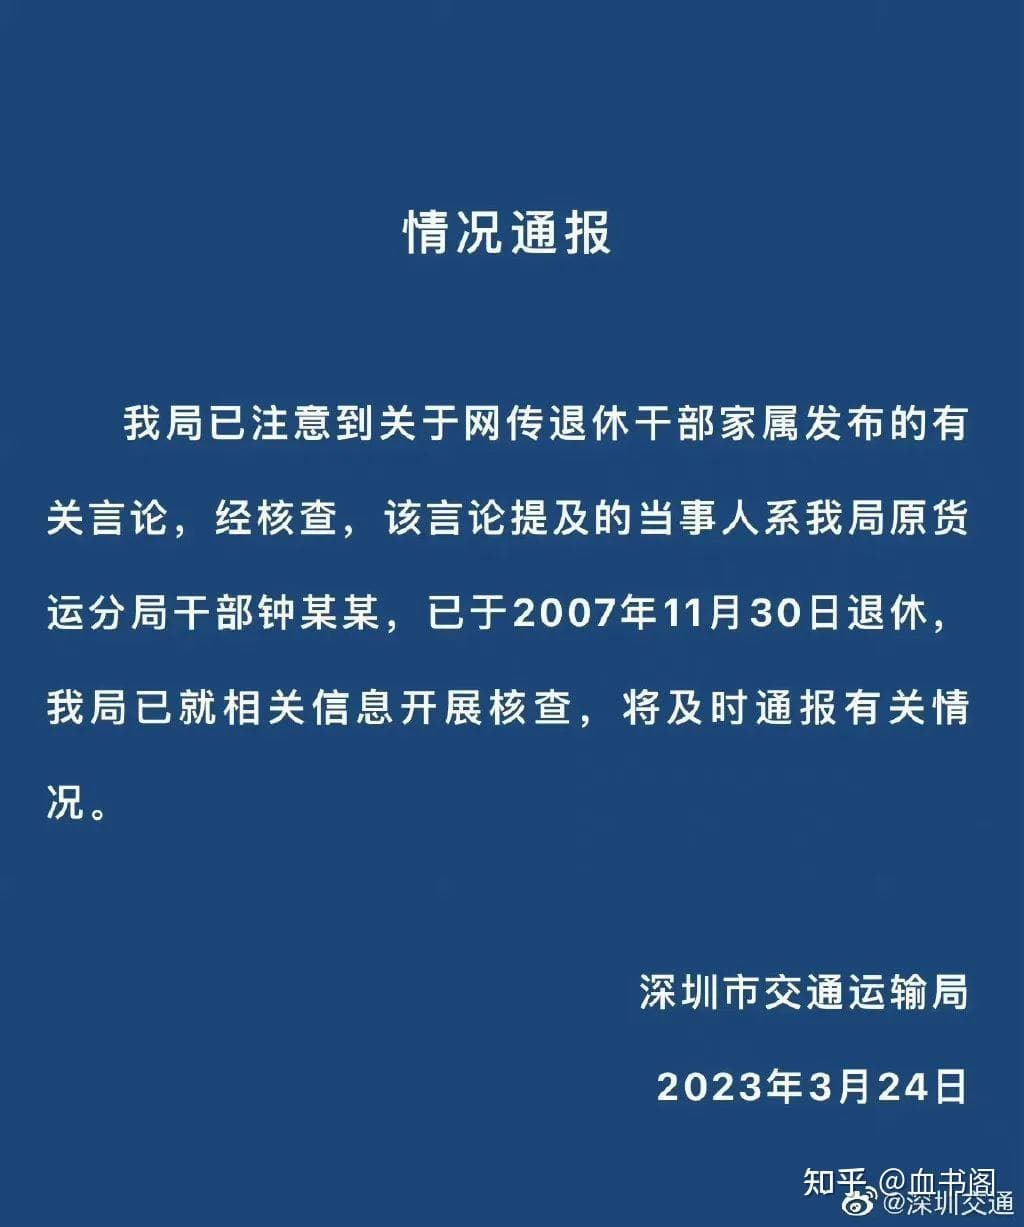 情况通报
我局已注意到关于网传退休干部家属发布的有
关言论，经核查，该言论提及的当事人系我局原货
运分局干部钟某某，已于2007年11月30日退休，
我局已就相关信息开展核查，将及时通报有关情
况。
深圳市交通运输局
2023年3月24日
知乎 @血书阁
@深圳交通